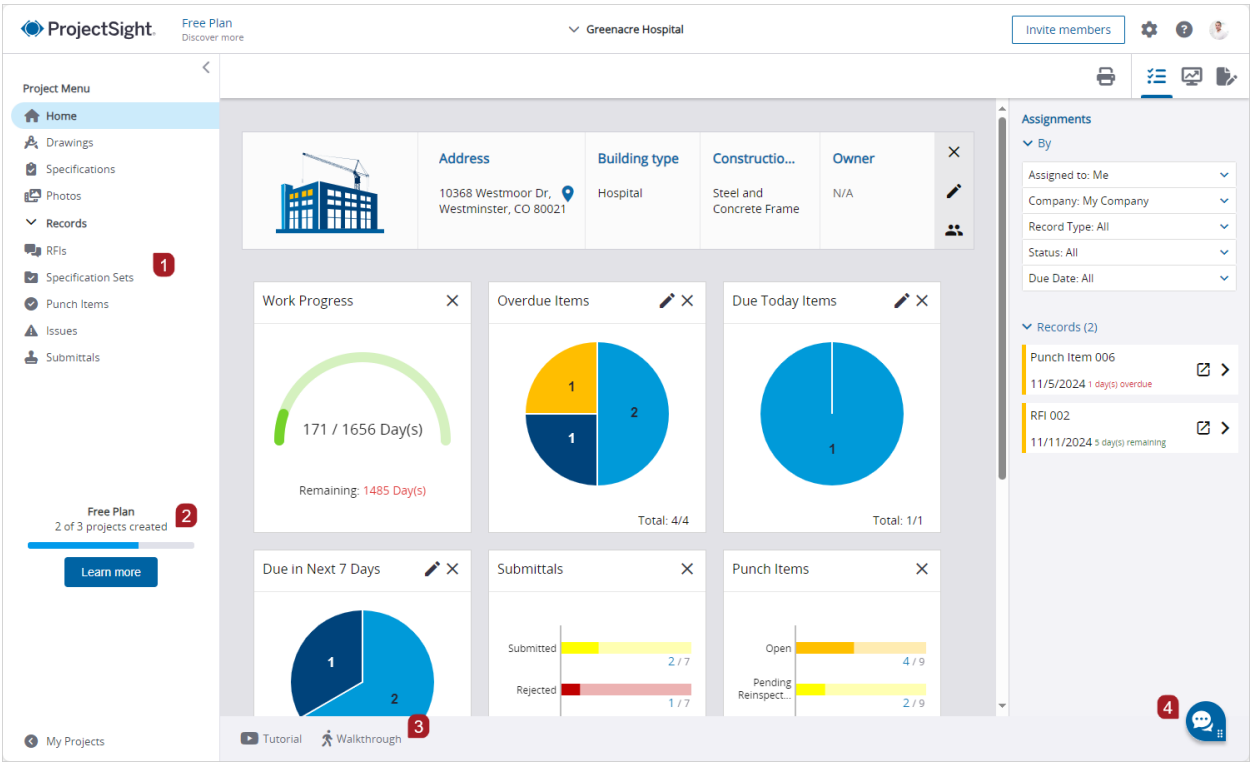 ProjectSight.
Free Plan
Discover more
Greenacre Hospital
Invite members
Project Menu
Home
Drawings
Specifications
Photos
Records
RFIs
Specification Sets
Punch Items
Issues
Submittals
1
Free Plan
2 of 3 projects created
2
Learn more
My Projects
Address
10368 Westmoor Dr,
Westminster, CO 80021
Building type
Hospital
Constructio...
Steel and
Concrete Frame
Owner
N/A
Work Progress
171 / 1656 Day(s)
Remaining: 1485 Day(s)
Overdue Items
1
2
1
Total: 4/4
Due Today Items
1
Total: 1/1
Due in Next 7 Days
1
2
Submittals
Submitted
2 / 7
Rejected
1 / 7
Punch Items
Open
4 / 9
Pending
Reinspect...
2 / 9
Tutorial
Walkthrough
3
Assignments
By
Assigned to: Me
Company: My Company
Record Type: All
Status: All
Due Date: All
Records (2)
Punch Item 006
11/5/2024 1 day(s) overdue
RFI 002
11/11/2024 5 day(s) remaining
4